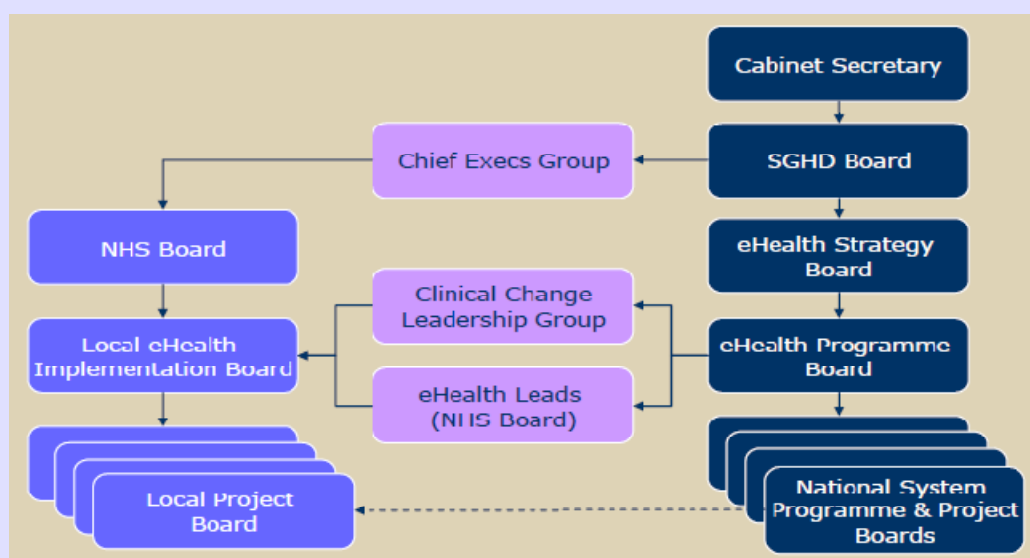 Cabinet Secretary
Chief Execs Group
SGHD Board
NHS Board
eHealth Strategy
Board
Clinical Change
Leadership Group
Local eHealth
Implementation Board
eHealth Programme
Board
eHealth Leads
(NHS Board)
Local Project
Board
National System
Programme & Project
Boards